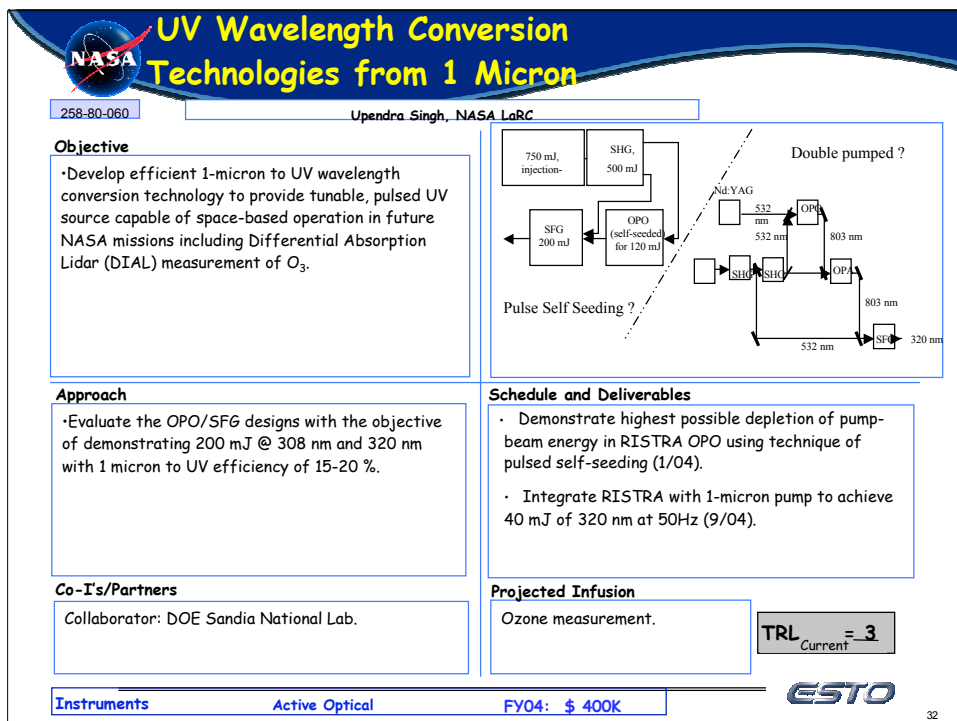 UV Wavelength Conversion
Technologies from 1 Micron
NASA
258-80-060
Upendra Singh, NASA LaRC
Objective
•Develop efficient 1-micron to UV wavelength
conversion technology to provide tunable, pulsed UV
source capable of space-based operation in future
NASA missions including Differential Absorption
Lidar (DIAL) measurement of O3.
750 mJ,
injection-
SHG,
500 mJ
SFG
200 mJ
OPO
(self-seeded)
for 120 mJ
Pulse Self Seeding ?
Double pumped ?
Nd:YAG
532
nm
OPO
532 nm
803 nm
SHG
SHG
OPA
803 nm
532 nm
SFG
320 nm
Approach
•Evaluate the OPO/SFG designs with the objective
of demonstrating 200 mJ @ 308 nm and 320 nm
with 1 micron to UV efficiency of 15-20 %.
Schedule and Deliverables
• Demonstrate highest possible depletion of pump-
beam energy in RISTRA OPO using technique of
pulsed self-seeding (1/04).
• Integrate RISTRA with 1-micron pump to achieve
40 mJ of 320 nm at 50Hz (9/04).
Co-I's/Partners
Collaborator: DOE Sandia National Lab.
Projected Infusion
Ozone measurement.
TRL Current = 3
Instruments Active Optical FY04: $ 400K
ESTO
32